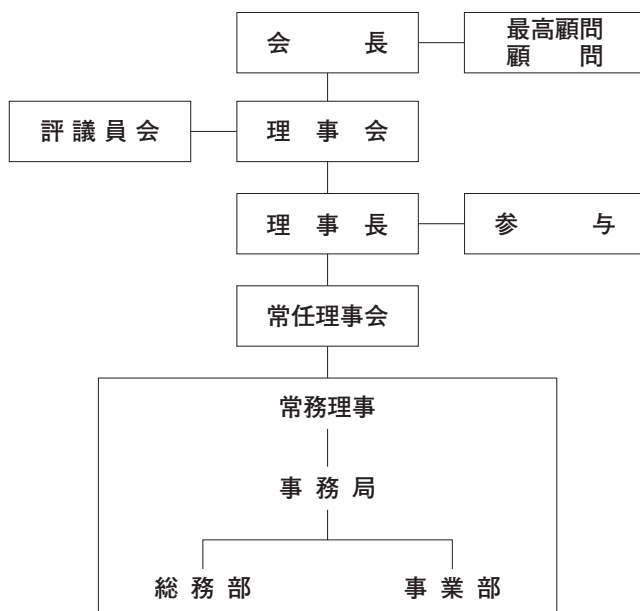 会長
最高顧問
顧問
評議員会
理事会
理事長
参与
常任理事会
常務理事
事務局
総務部
事業部